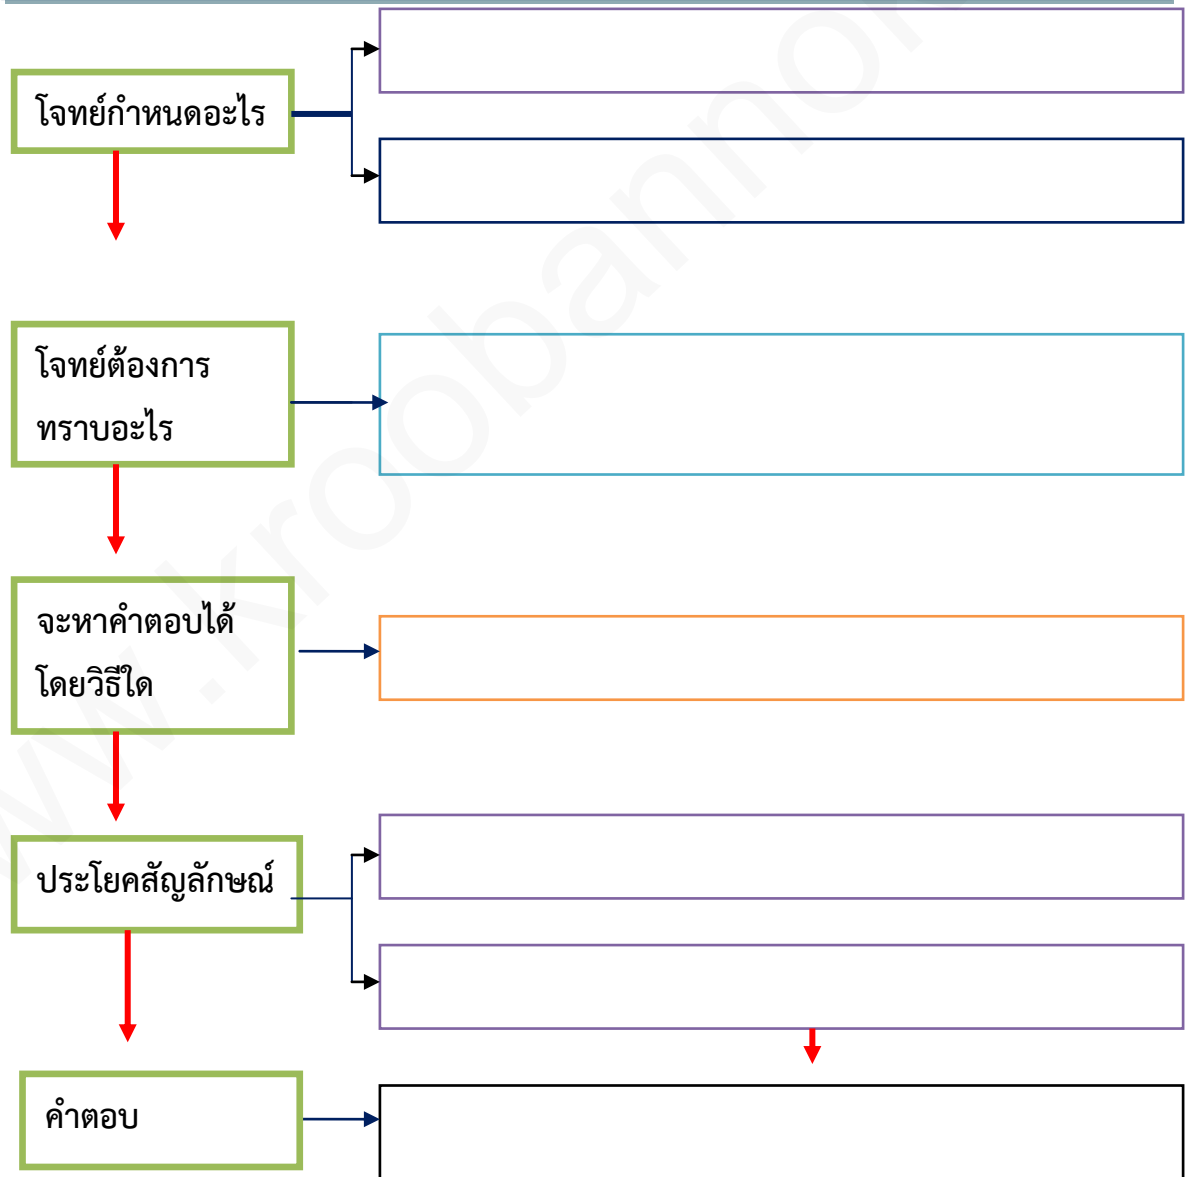 โจทย์กำหนดอะไร
โจทย์ต้องการ
ทราบอะไร
จะหาคำตอบได้
โดยวิธีใด
ประโยคสัญลักษณ์
คำตอบ